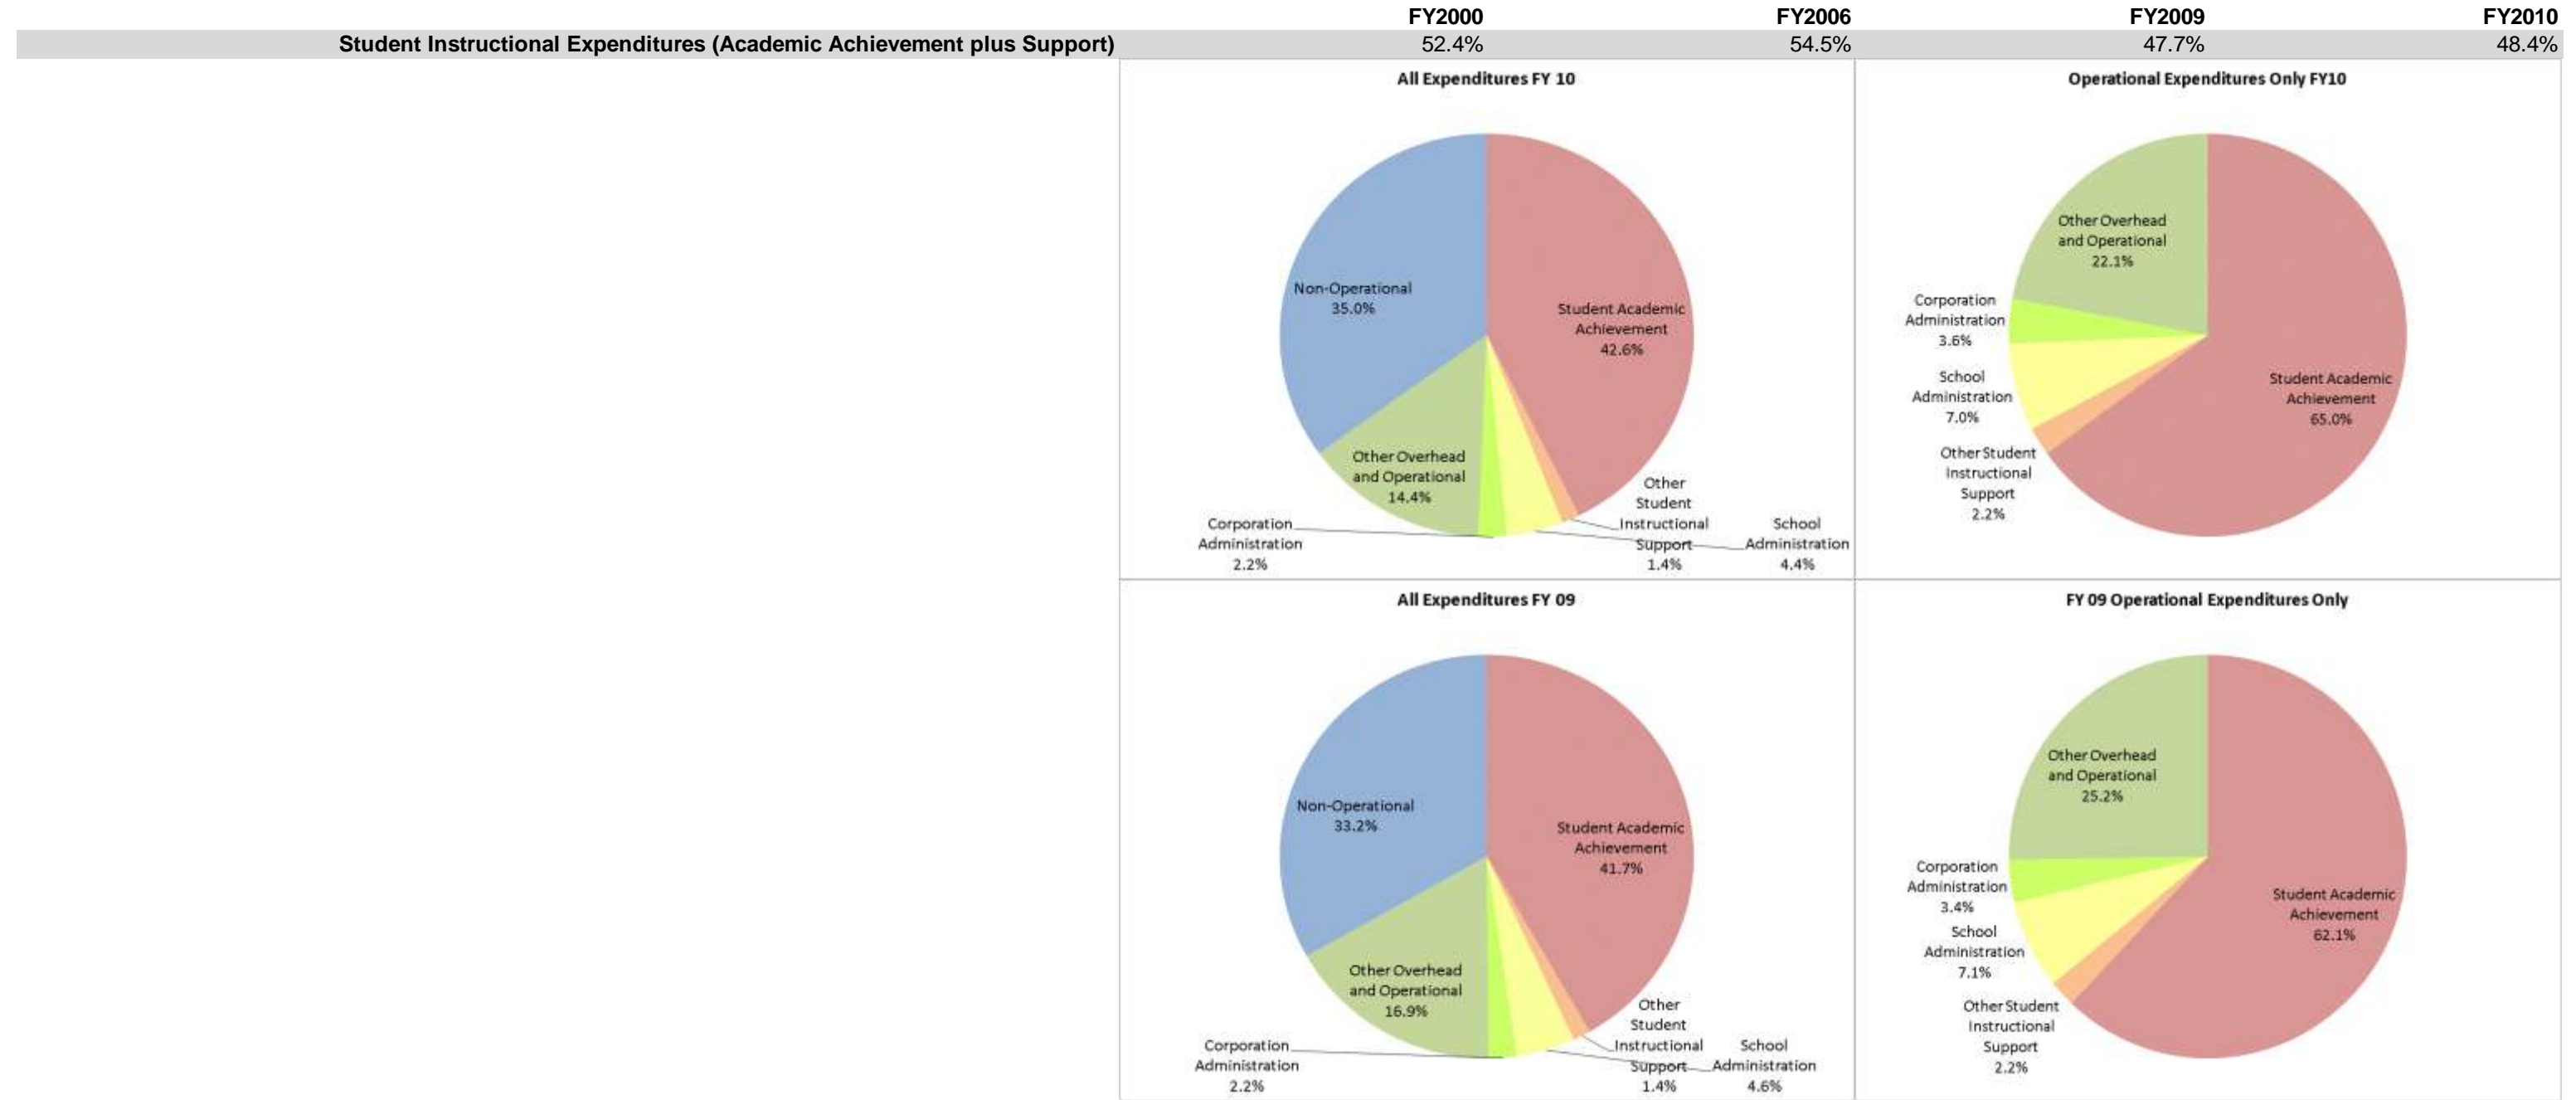 FY2000 FY2006 FY2009 FY2010
Student Instructional Expenditures (Academic Achievement plus Support) 52.4% 54.5% 47.7% 48.4%
All Expenditures FY 10
Non-Operational
35.0%
Student Academic
Achievement
42.6%
Other Overhead
and Operational
14.4%
Corporation
Administration
2.2%
Other
Student
Instructional
Support
1.4%
School
Administration
4.4%
Operational Expenditures Only FY10
Other Overhead
and Operational
22.1%
Corporation
Administration
3.6%
School
Administration
7.0%
Other Student
Instructional
Support
2.2%
Student Academic
Achievement
65.0%
All Expenditures FY 09
Non-Operational
33.2%
Student Academic
Achievement
41.7%
Other Overhead
and Operational
16.9%
Corporation
Administration
2.2%
Other
Student
Instructional
Support
1.4%
School
Administration
4.6%
FY 09 Operational Expenditures Only
Other Overhead
and Operational
25.2%
Corporation
Administration
3.4%
School
Administration
7.1%
Other Student
Instructional
Support
2.2%
Student Academic
Achievement
62.1%